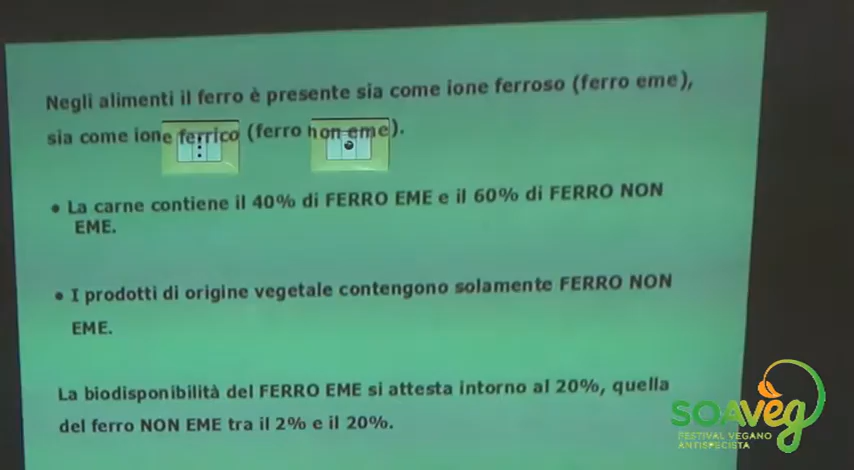 Negli alimenti il ferro è presente sia come ione ferroso (ferro eme),
sia come ione ferrico (ferro non eme).
• La carne contiene il 40% di FERRO EME e il 60% di FERRO NON
EME.
• I prodotti di origine vegetale contengono solamente FERRO NON
EME.
La biodisponibilità del FERRO EME si attesta intorno al 20%, quella
del ferro NON EME tra il 2% e il 20%.
SOAVEG
FESTIVAL VEGANO
ANTISPECISTA